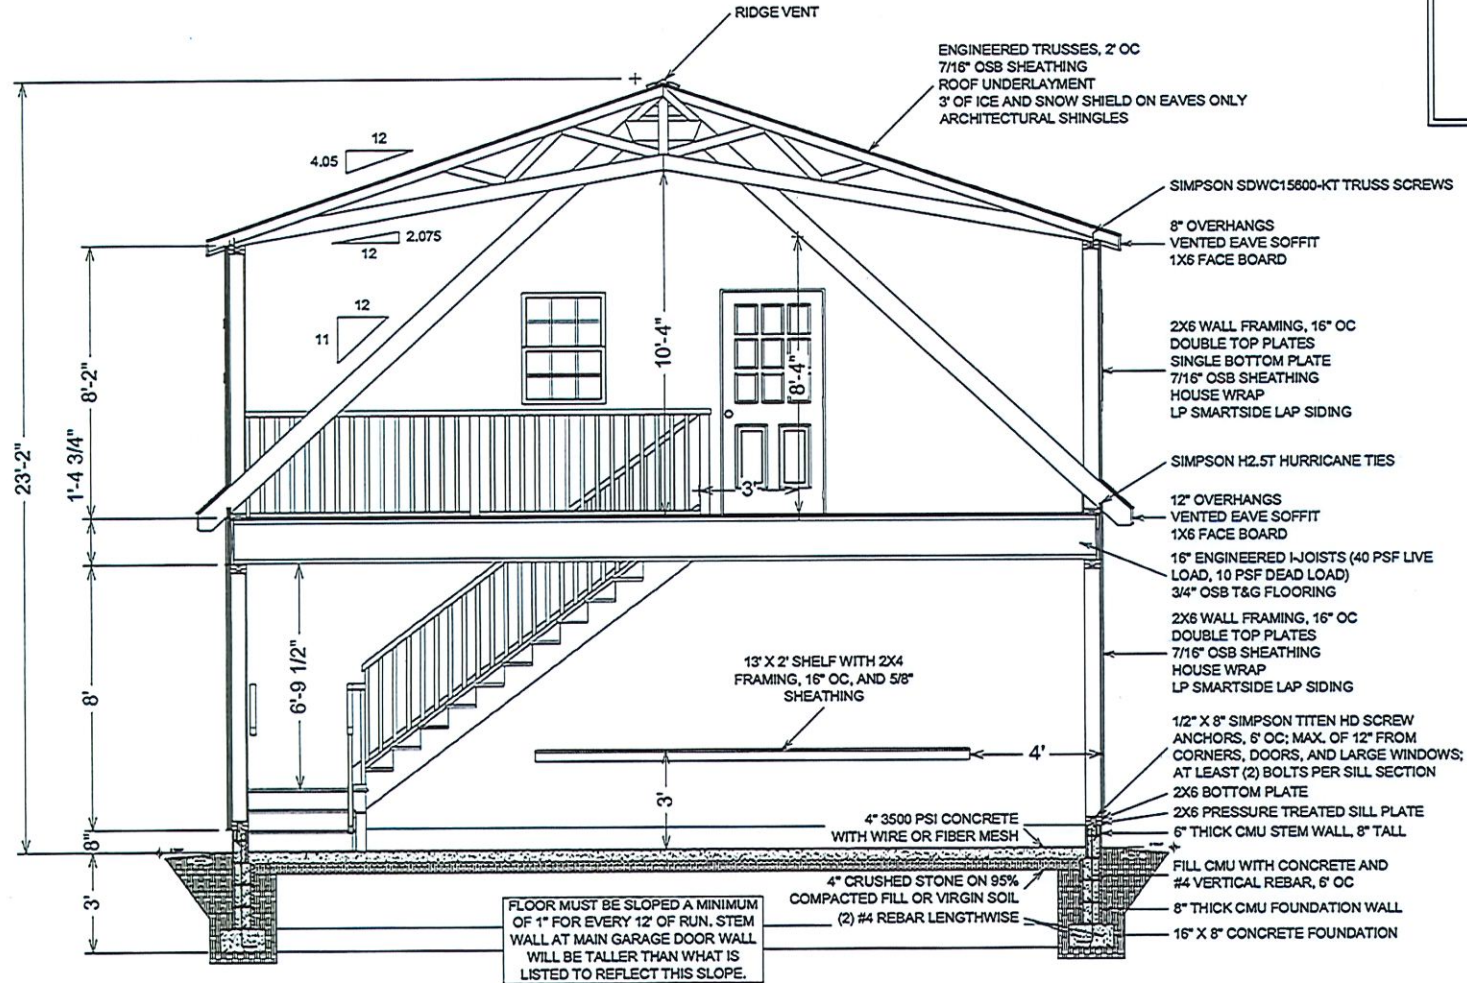 RIDGE VENT
ENGINEERED TRUSSES, 2' OC
7/16" OSB SHEATHING
ROOF UNDERLAYMENT
3' OF ICE AND SNOW SHIELD ON EAVES ONLY
ARCHITECTURAL SHINGLES
12
4.05
SIMPSON SDWC15600-KT TRUSS SCREWS
8" OVERHANGS
VENTED EAVE SOFFIT
1X6 FACE BOARD
2.075
12
12
11
10'-4"
8'-4"
8'-2"
23'-2"
1'-4 3/4"
2X6 WALL FRAMING, 16" OC
DOUBLE TOP PLATES
SINGLE BOTTOM PLATE
7/16" OSB SHEATHING
HOUSE WRAP
LP SMARTSIDE LAP SIDING
SIMPSON H2.5T HURRICANE TIES
3'
12" OVERHANGS
VENTED EAVE SOFFIT
1X6 FACE BOARD
16" ENGINEERED I-JOISTS (40 PSF LIVE
LOAD, 10 PSF DEAD LOAD)
3/4" OSB T&G FLOORING
2X6 WALL FRAMING, 16" OC
DOUBLE TOP PLATES
7/16" OSB SHEATHING
HOUSE WRAP
LP SMARTSIDE LAP SIDING
8'
6'-9 1/2"
13' X 2' SHELF WITH 2X4
FRAMING, 16" OC, AND 5/8"
SHEATHING
4'
3'
1/2" X 8" SIMPSON TITEN HD SCREW
ANCHORS, 6' OC; MAX. OF 12" FROM
CORNERS, DOORS, AND LARGE WINDOWS;
AT LEAST (2) BOLTS PER SILL SECTION
2X6 BOTTOM PLATE
2X6 PRESSURE TREATED SILL PLATE
6" THICK CMU STEM WALL, 8" TALL
4" 3500 PSI CONCRETE
WITH WIRE OR FIBER MESH
8"
3'
4" CRUSHED STONE ON 95%
COMPACTED FILL OR VIRGIN SOIL
(2) #4 REBAR LENGTHWISE
FILL CMU WITH CONCRETE AND
#4 VERTICAL REBAR, 6' OC
8" THICK CMU FOUNDATION WALL
16" X 8" CONCRETE FOUNDATION
FLOOR MUST BE SLOPED A MINIMUM
OF 1" FOR EVERY 12' OF RUN. STEM
WALL AT MAIN GARAGE DOOR WALL
WILL BE TALLER THAN WHAT IS
LISTED TO REFLECT THIS SLOPE.